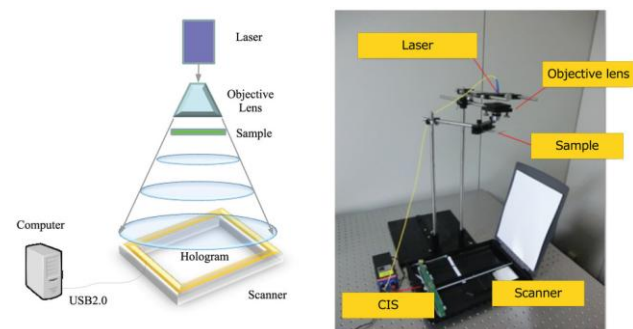 Laser
Objective
Lens
Sample
Computer
Hologram
USB2.0
Scanner
Laser
Objective lens
Sample
Scanner
CIS